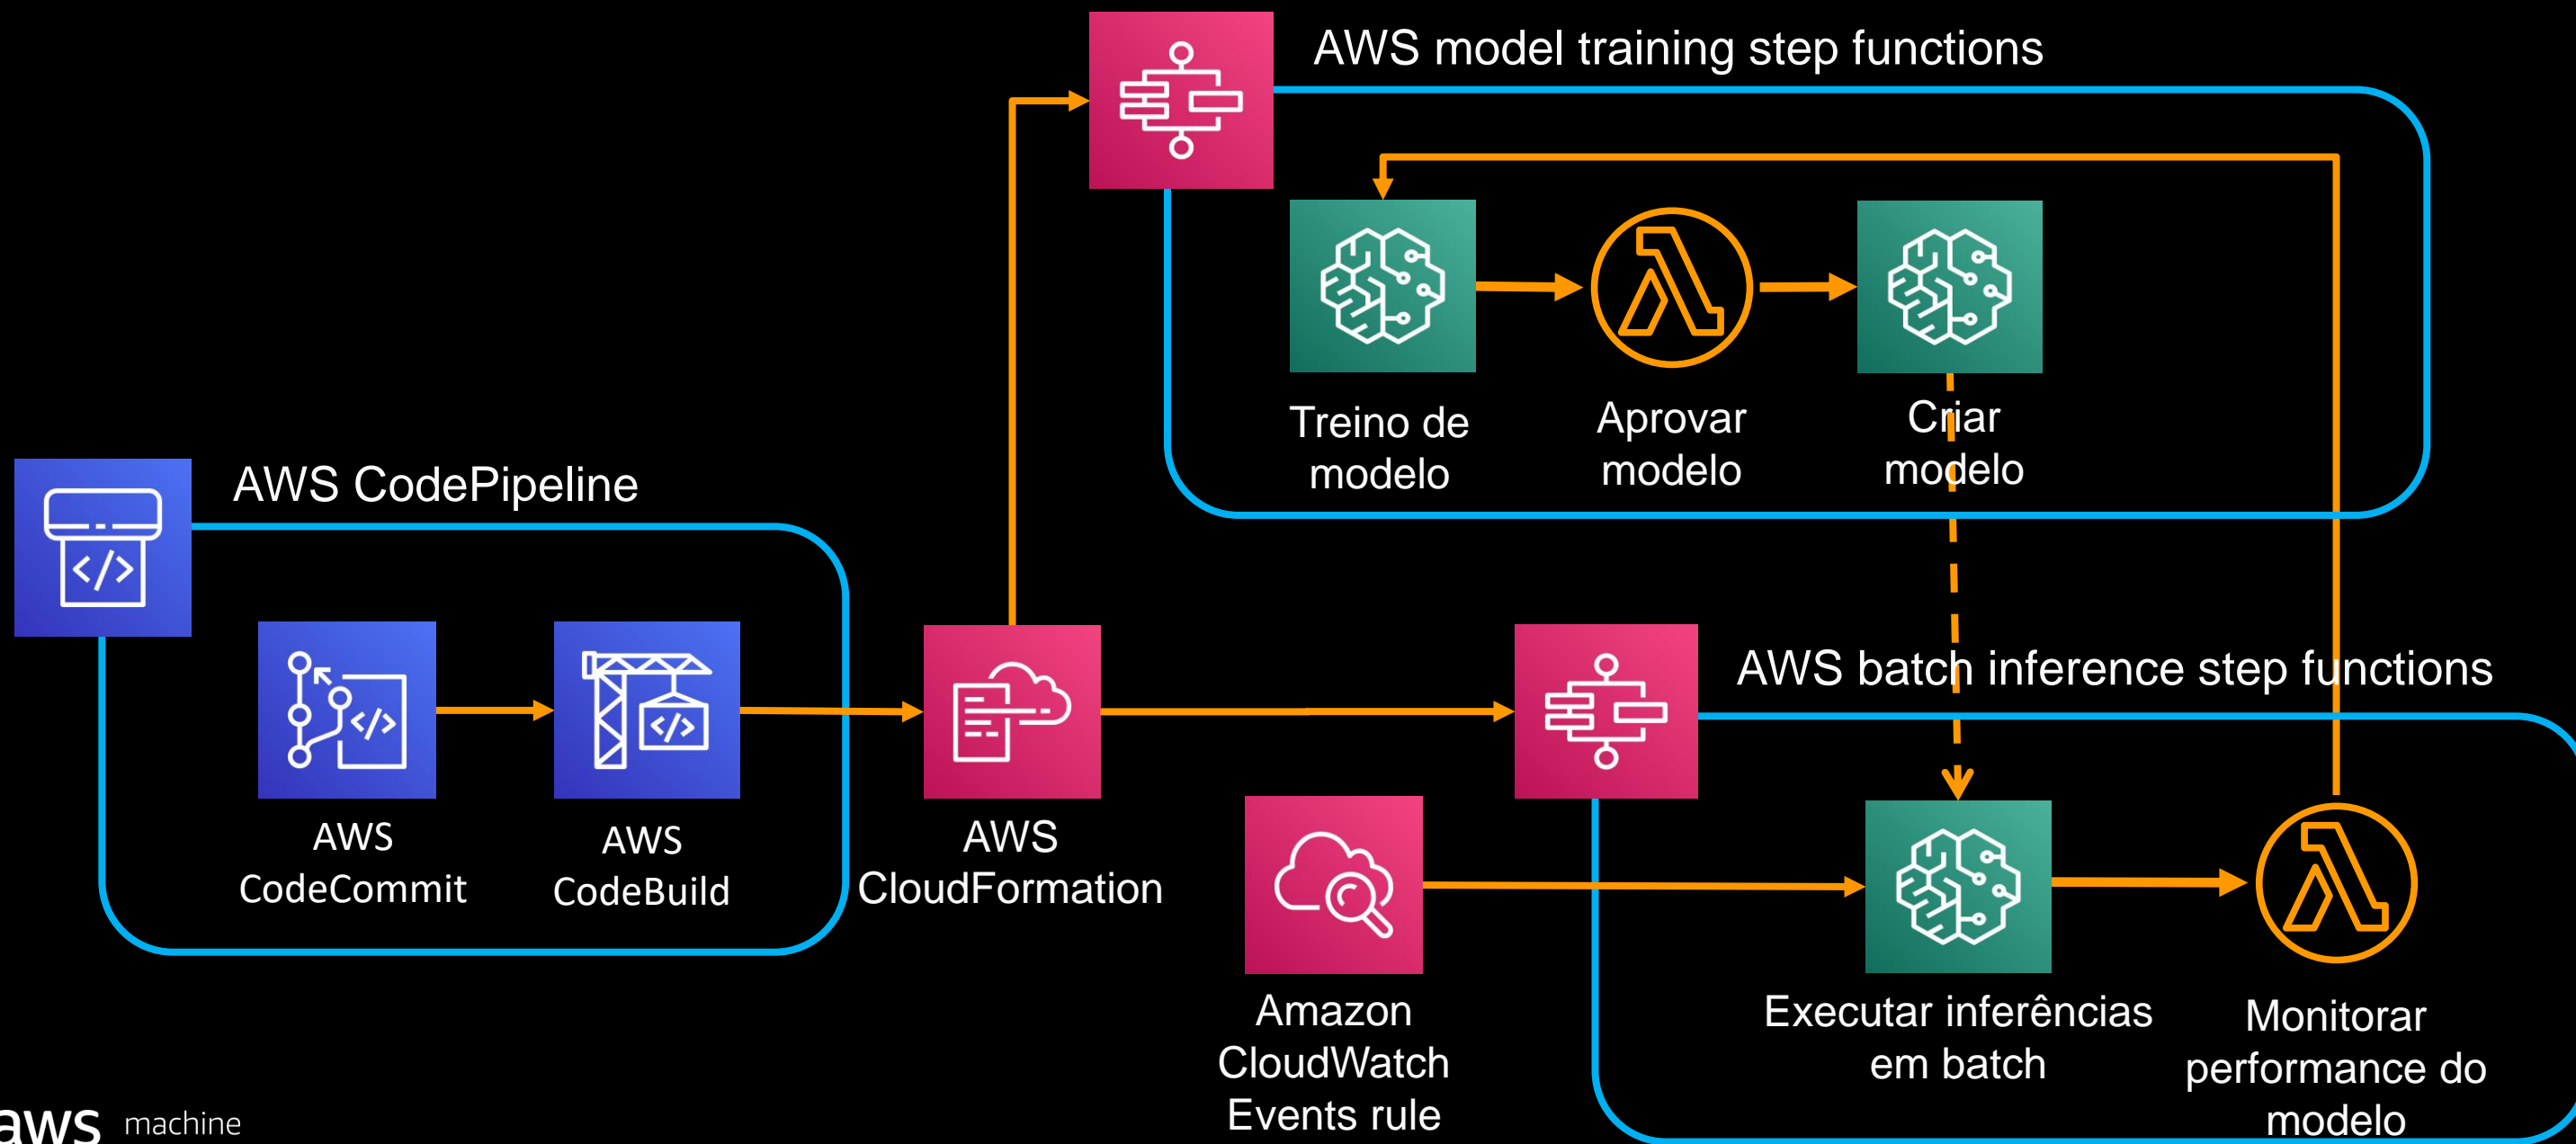 AWS model training step functions
Treino de
modelo
Aprovar
modelo
Criar
modelo
AWS CodePipeline
AWS
CodeCommit
AWS
CodeBuild
AWS
CloudFormation
AWS batch inference step functions
Amazon
CloudWatch
Events rule
Executar inferências
em batch
Monitorar
performance do
modelo
aws machine